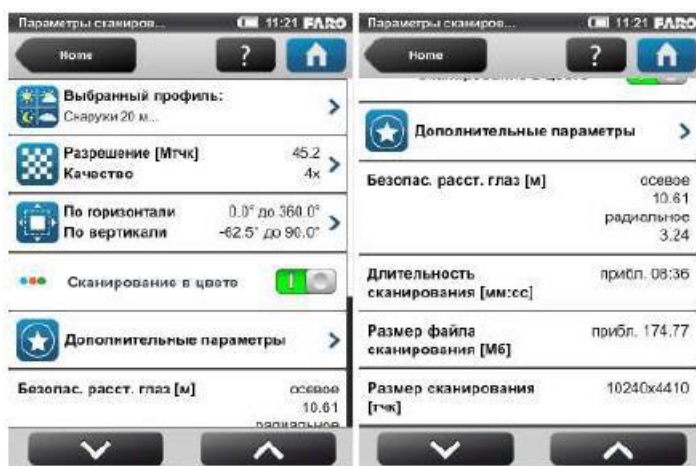 Параметры сканиров...
11:21 FARO
Home
?
Выбранный профиль:
Снаружи 20 м...
Разрешение [Мтчк] 45.2
Качество 4x
По горизонтали 0.0° до 360.0°
По вертикали -62.5° до 90.0°
Сканирование в цвете
Дополнительные параметры
Безопас. расст. глаз [м] осевое
10.61
радиальное
Параметры сканиров...
11:21 FARO
Home
?
Сканирование в цвете
Дополнительные параметры
Безопас. расст. глаз [м] осевое
10.61
радиальное
3.24
Длительность прибл. 08:36
сканирования [мм:сс]
Размер файла прибл. 174.77
сканирования [Мб]
Размер сканирования 10240x4410
[тчк]